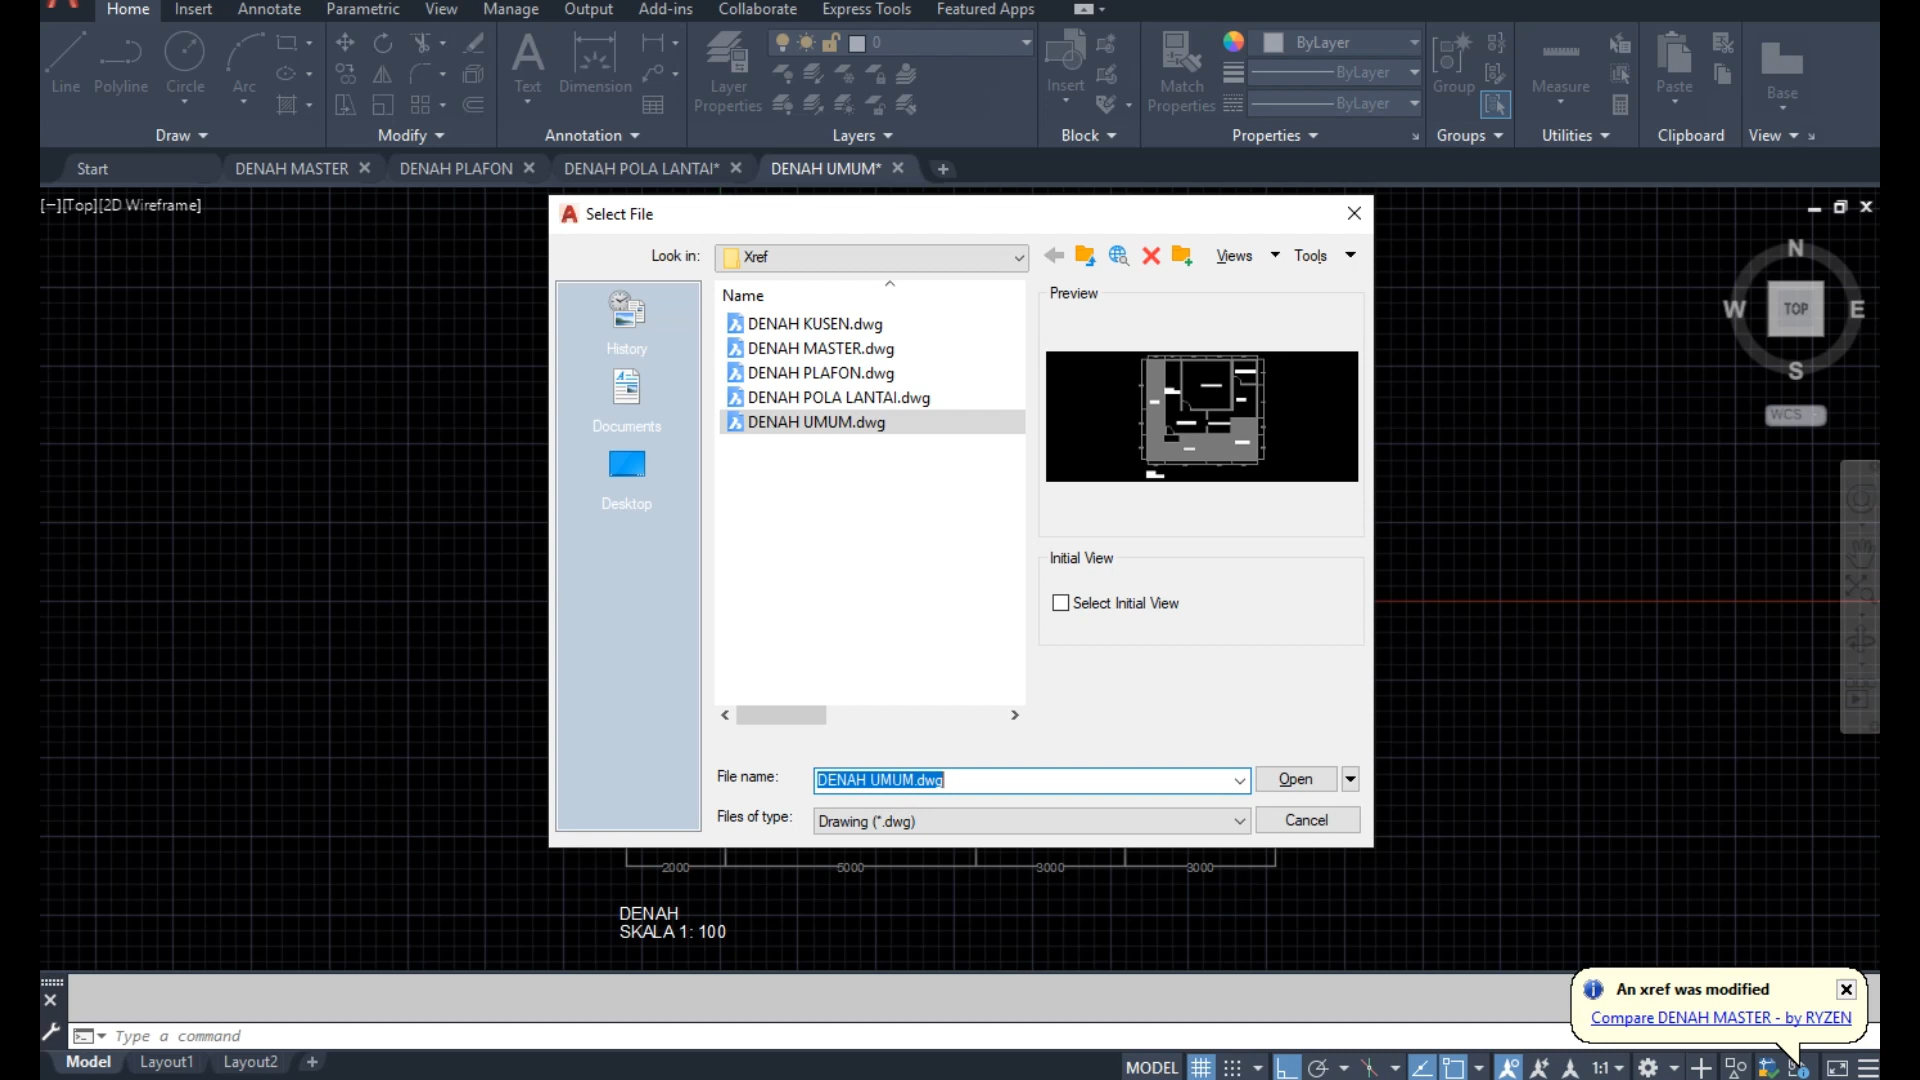 Home Insert Annotate Parametric View Manage Output Add-ins Collaborate Express Tools Featured Apps
Line Polyline Circle Arc
Draw
Modify
Text Dimension
Annotation
Layer Properties
0
Layers
Insert
Block
Match Properties
ByLayer
ByLayer
ByLayer
Properties
Group
Groups
Measure
Utilities
Paste
Clipboard
Base
View
Start DENAH MASTER DENAH PLAFON DENAH POLA LANTAI* DENAH UMUM*
[−][Top][2D Wireframe]
N
W TOP E
S
WCS
Select File
Look in: Xref Views Tools
History
Documents
Desktop
Name
DENAH KUSEN.dwg
DENAH MASTER.dwg
DENAH PLAFON.dwg
DENAH POLA LANTAI.dwg
DENAH UMUM.dwg
Preview
Initial View
Select Initial View
File name: DENAH UMUM.dwg Open
Files of type: Drawing (*.dwg) Cancel
2000 5000 3000 3000
DENAH
SKALA 1: 100
An xref was modified
Compare DENAH MASTER - by RYZEN
Type a command
Model Layout1 Layout2
MODEL 1:1